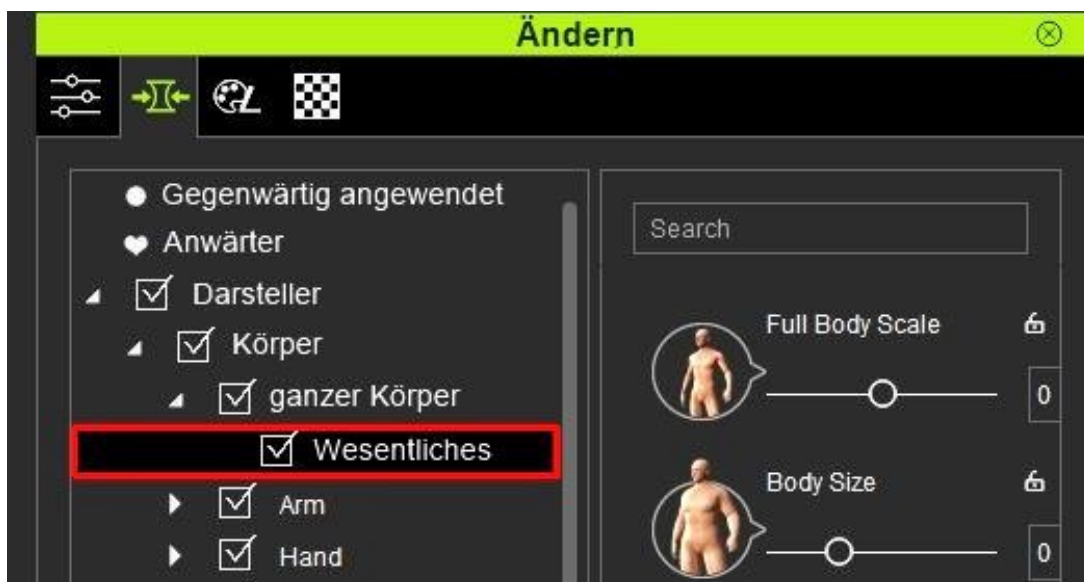 Ändern
Gegenwärtig angewendet
Anwärter
Darsteller
Körper
ganzer Körper
Wesentliches
Arm
Hand
Search
Full Body Scale
0
Body Size
0